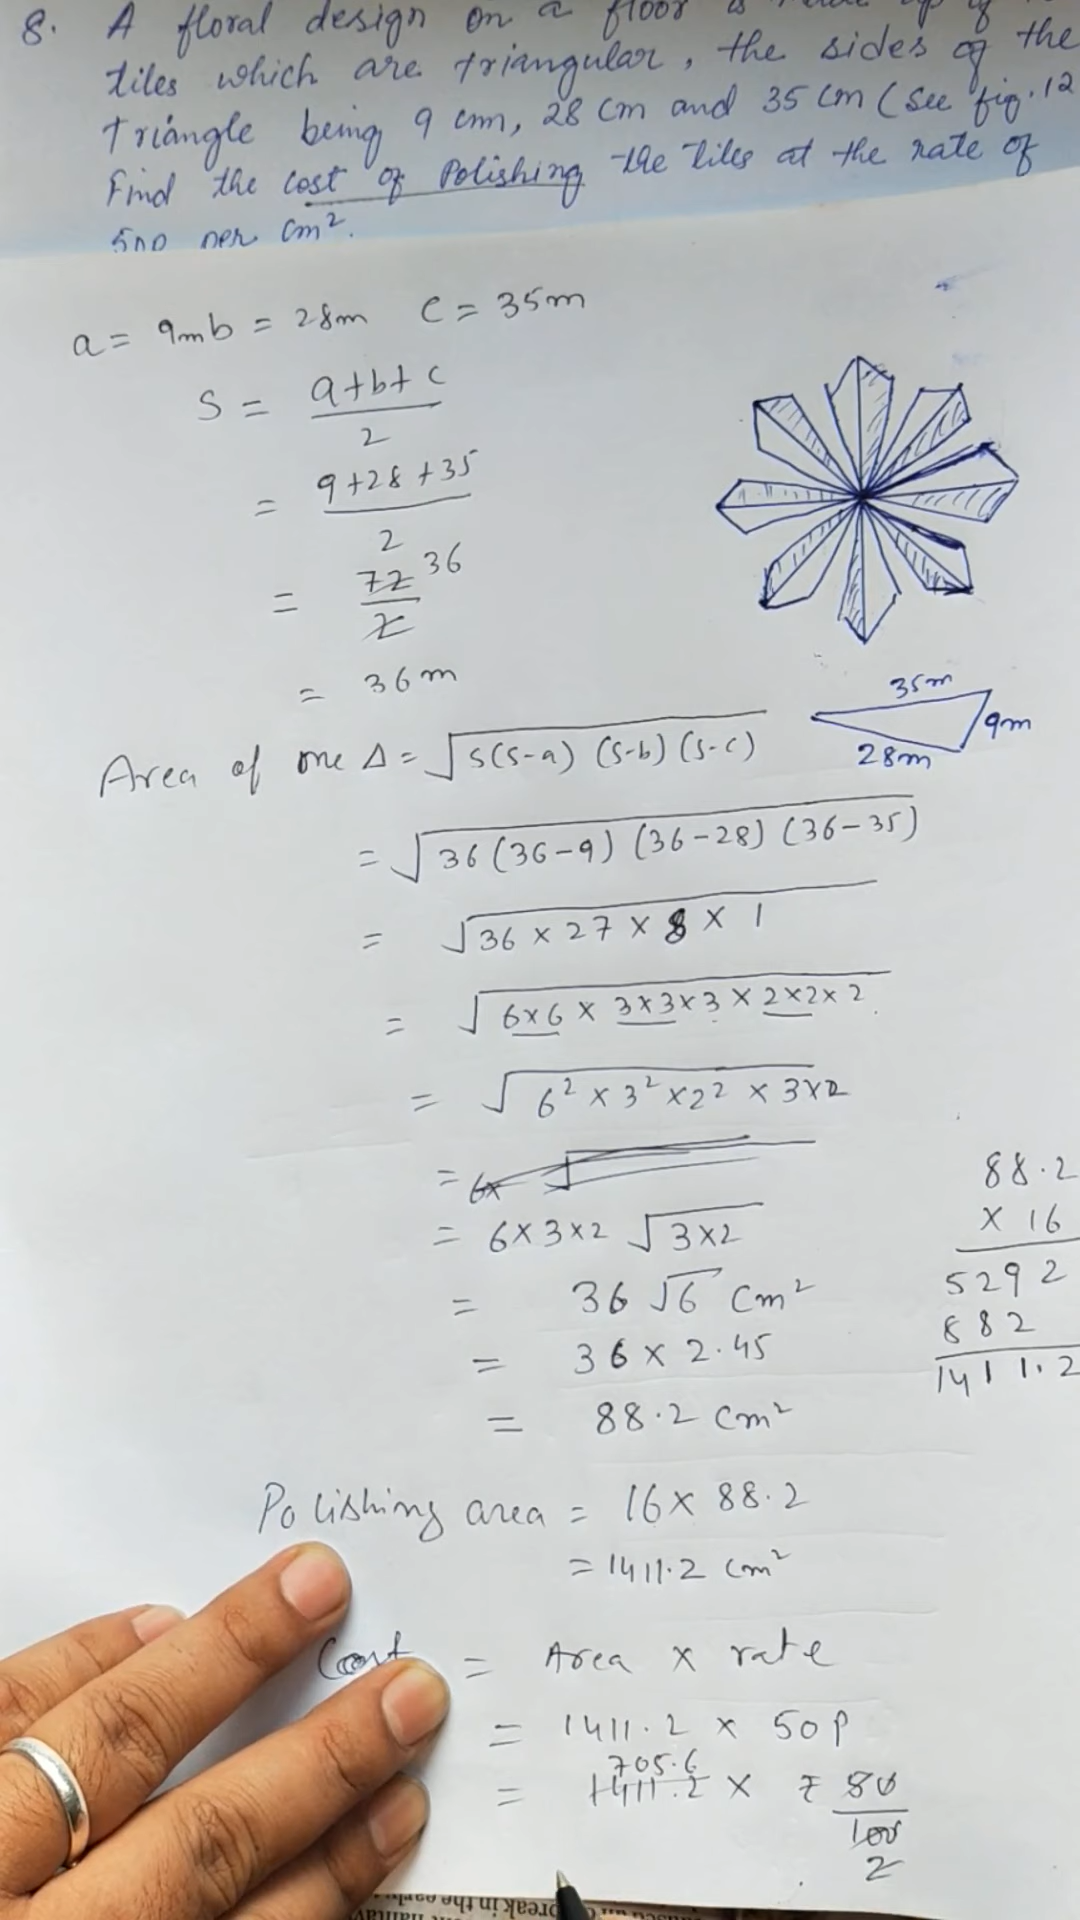 8. A floral design on a floor is made up of
tiles which are triangular, the sides of the
triangle being 9 cm, 28 cm and 35 cm (see fig. 12
Find the cost of Polishing the tiles at the rate of
50p per cm².
a = 9m b = 28m c = 35m
S = a+b+c / 2
= 9+28+35 / 2
= 72 / 2 36
= 36m
35m
9m
28m
Area of one Δ = √s(s-a) (s-b) (s-c)
= √36 (36-9) (36-28) (36-35)
= √36 × 27 × 8 × 1
= √6×6 × 3×3×3 × 2×2×2
= √6² × 3² × 2² × 3×2
= 6×
= 6×3×2 √3×2
= 36 √6 cm²
= 36 × 2.45
= 88.2 cm²
88.2
× 16
5292
882
1411.2
Polishing area = 16 × 88.2
= 1411.2 cm²
Cost = Area × rate
= 1411.2 × 50p
705.6
= 1411.2 × ₹ 50 / 100
2